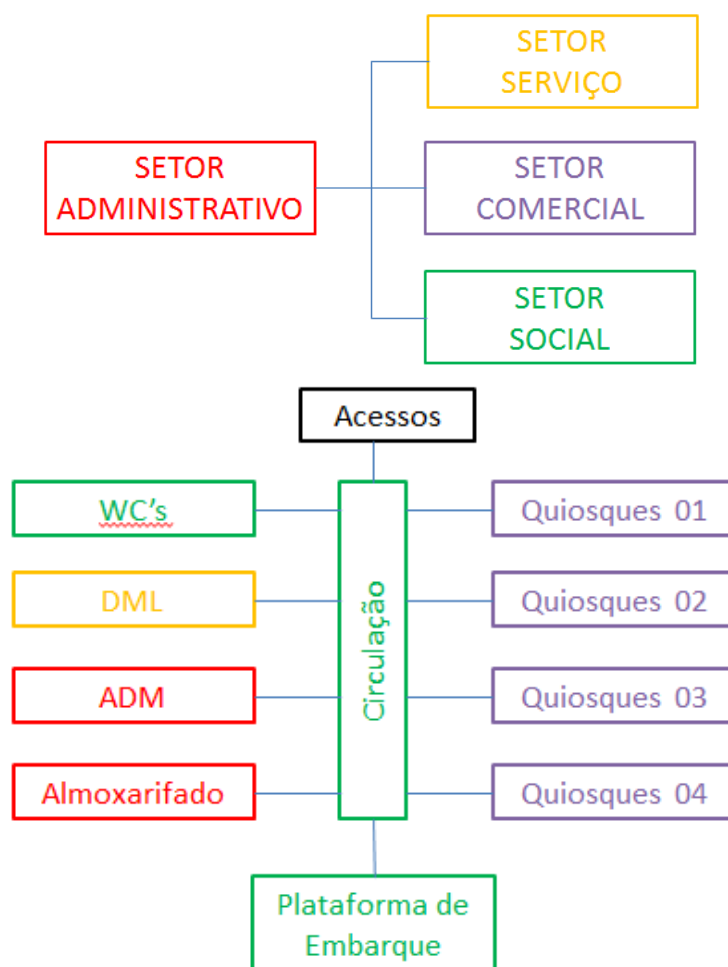 SETOR
SERVIÇO
SETOR
ADMINISTRATIVO
SETOR
COMERCIAL
SETOR
SOCIAL
Acessos
WC's
Quiosques 01
DML
Quiosques 02
Circulação
ADM
Quiosques 03
Almoxarifado
Quiosques 04
Plataforma de
Embarque